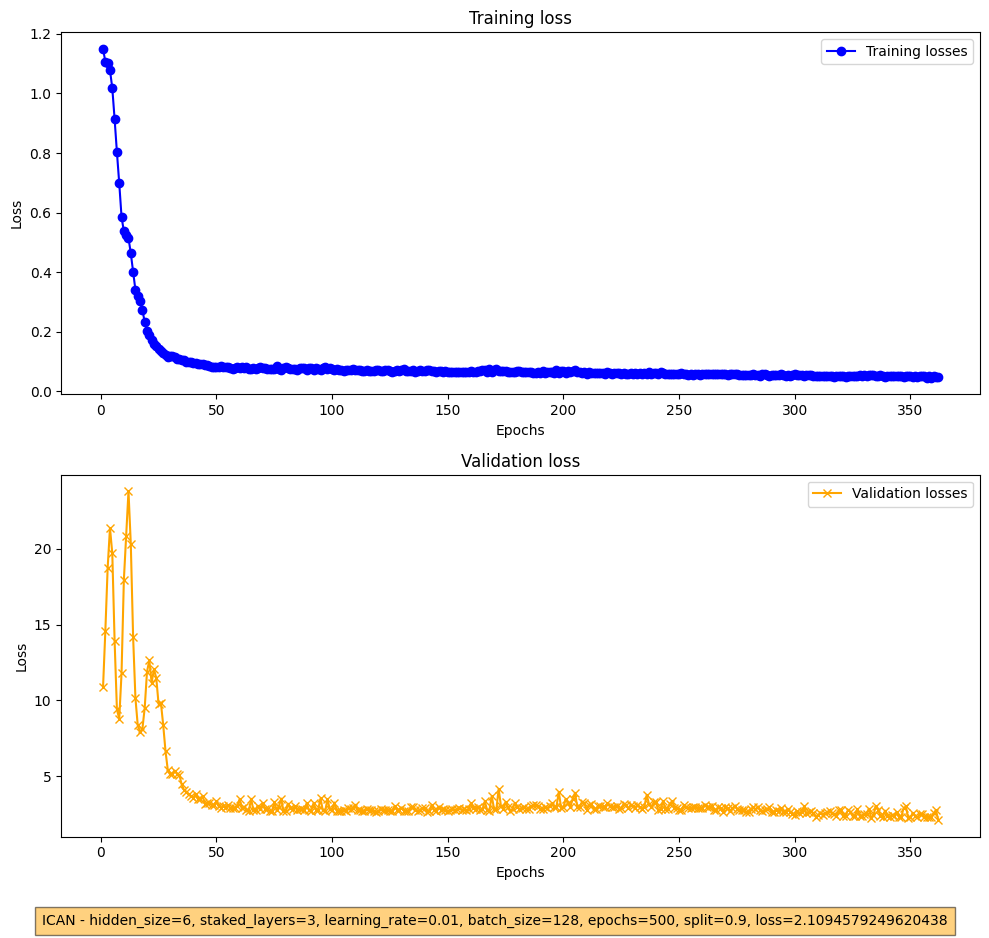 Training loss
Training losses
1.2
1.0
0.8
0.6
0.4
0.2
0.0
Loss
0 50 100 150 200 250 300 350
Epochs
Validation loss
Validation losses
20
15
10
5
Loss
0 50 100 150 200 250 300 350
Epochs
ICAN - hidden_size=6, staked_layers=3, learning_rate=0.01, batch_size=128, epochs=500, split=0.9, loss=2.1094579249620438